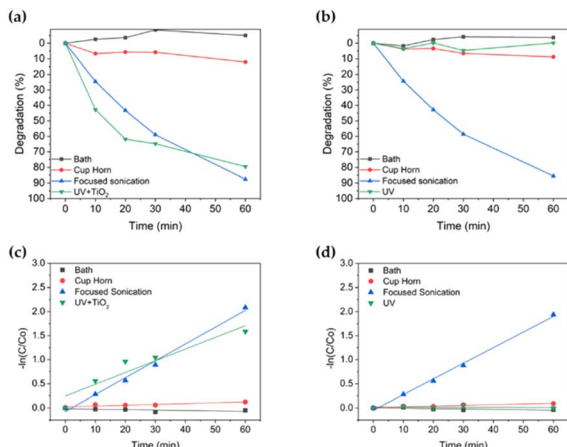 (a)
0
10
20
30
40
50
60
70
80
90
100
Degradation (%)
Bath
Cup Horn
Focused sonication
UV+TiO₂
0 10 20 30 40 50 60
Time (min)
(b)
0
10
20
30
40
50
60
70
80
90
100
Degradation (%)
Bath
Cup Horn
Focused sonication
UV
0 10 20 30 40 50 60
Time (min)
(c)
3.0
2.5
2.0
1.5
1.0
0.5
0.0
-ln(C/Co)
Bath
Cup Horn
Focused Sonication
UV+TiO₂
0 10 20 30 40 50 60
Time (min)
(d)
3.0
2.5
2.0
1.5
1.0
0.5
0.0
-ln(C/Co)
Bath
Cup Horn
Focused Sonication
UV
0 10 20 30 40 50 60
Time (min)